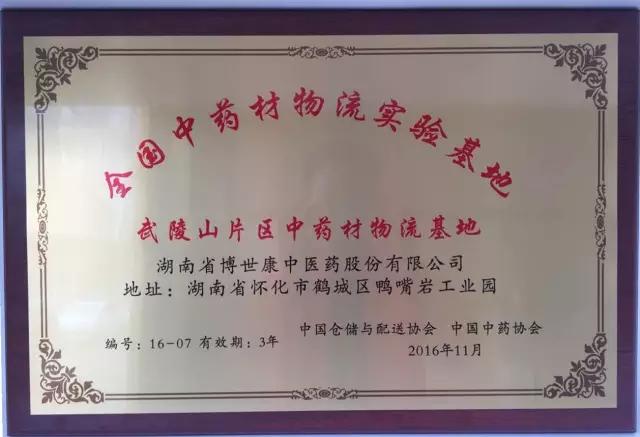 全国中药材物流实验基地
武陵山片区中药材物流基地
湖南省博世康中医药股份有限公司
地址：湖南省怀化市鹤城区鸭嘴岩工业园
编号：16-07 有效期：3年
中国仓储与配送协会 中国中药协会
2016年11月